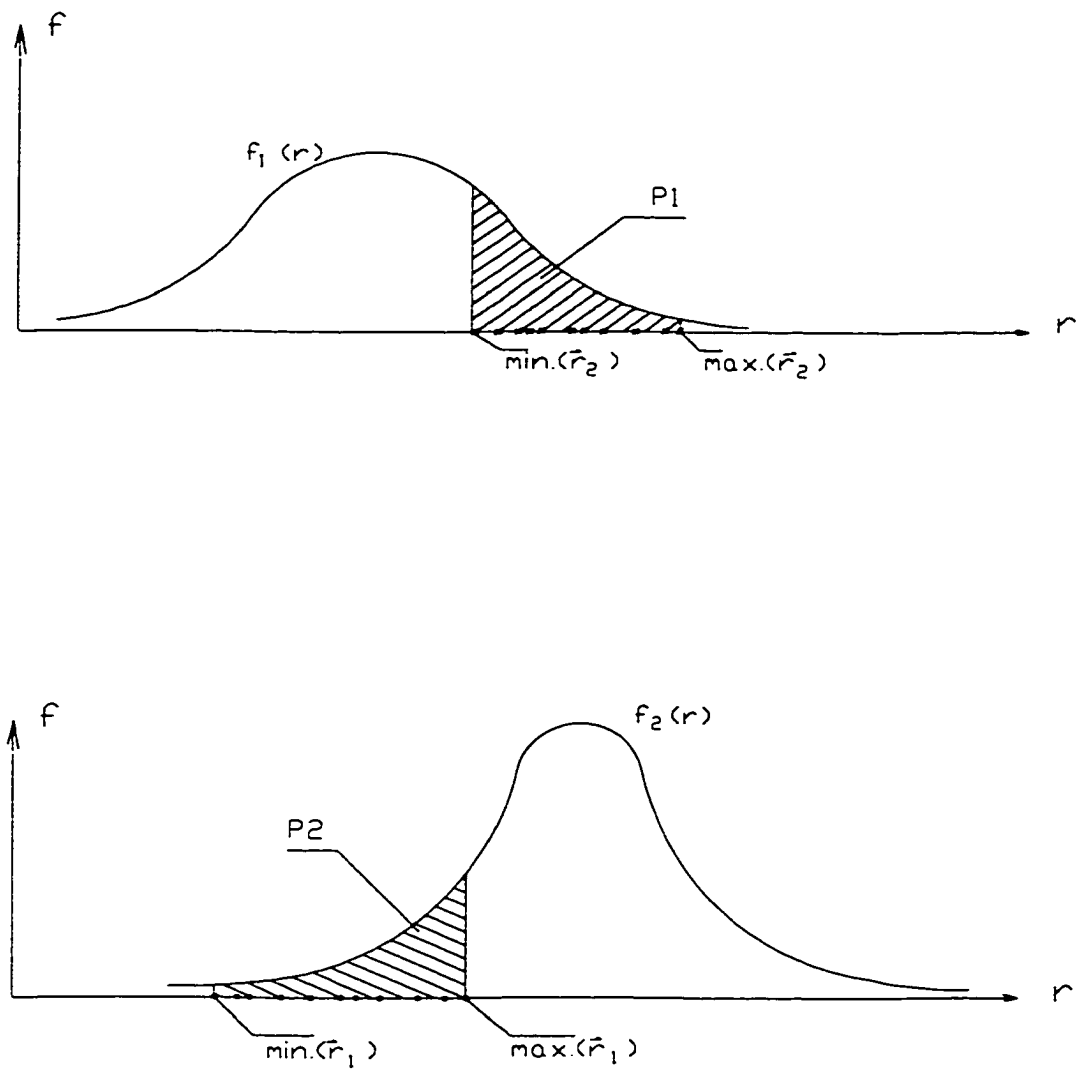 f
f₁ (r)
P1
r
min.(r̄₂) max.(r̄₂)
f
f₂ (r)
P2
r
min.(r̄₁) max.(r̄₁)